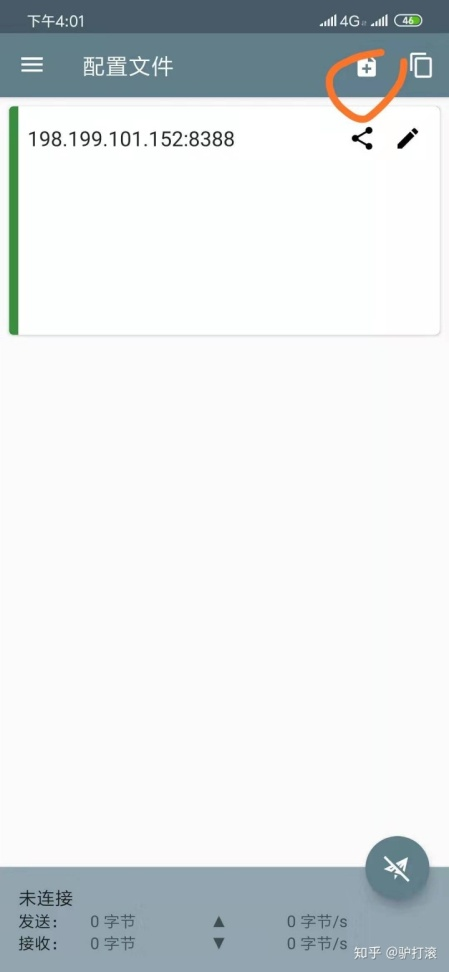 下午4:01 4G 46
配置文件
198.199.101.152:8388
未连接
发送： 0 字节 ▲ 0 字节/s
接收： 0 字节 ▼ 0 字节/s
知乎 @驴打滚